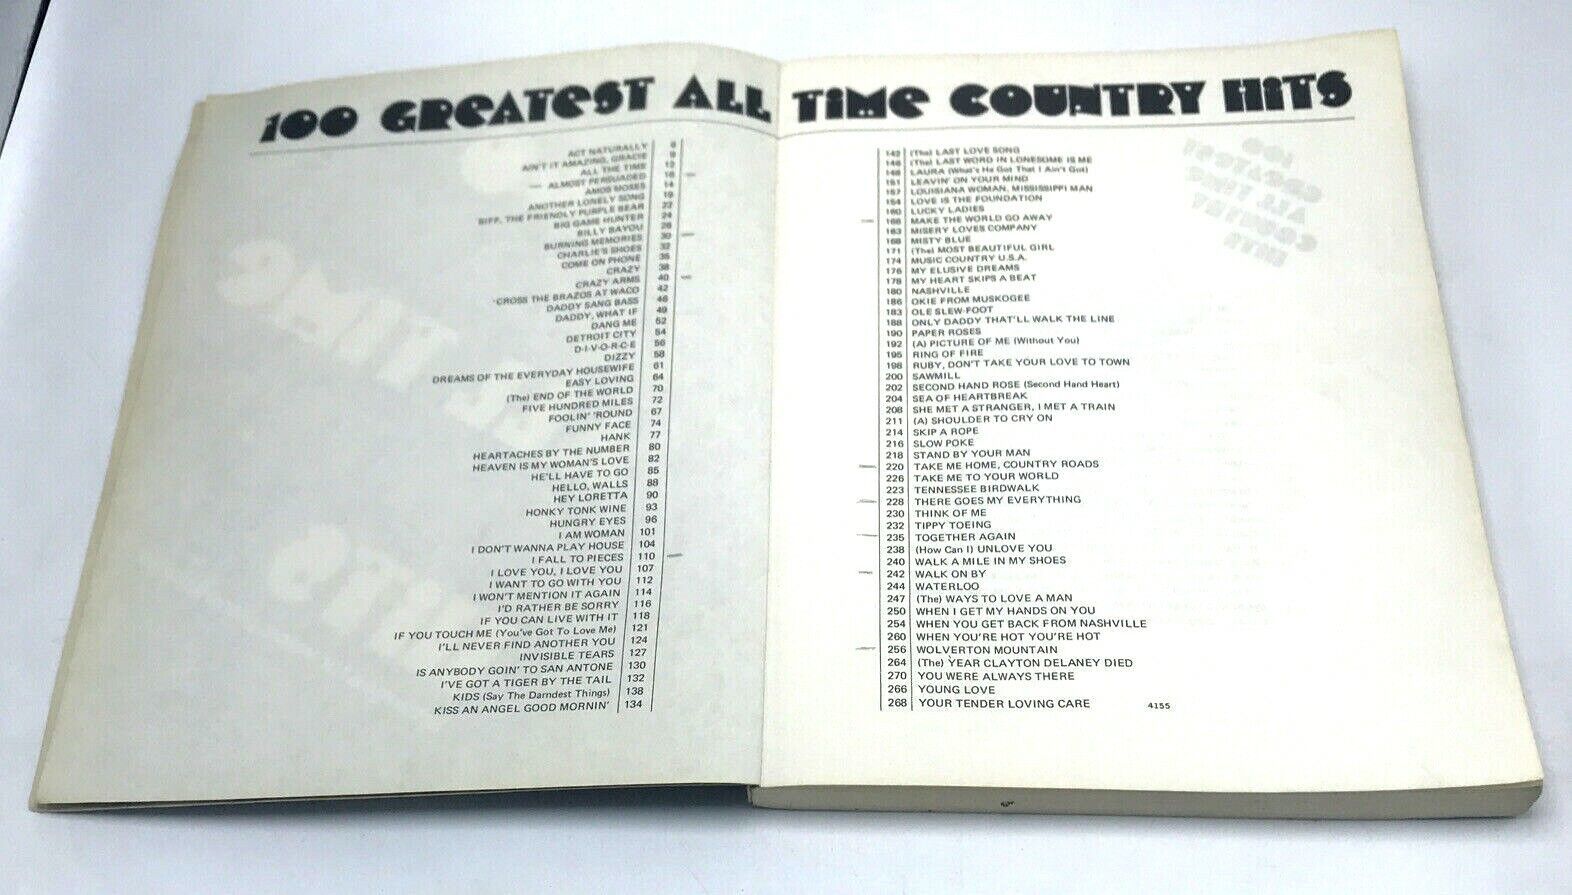 100 GREATEST ALL TIME COUNTRY HITS
ACT NATURALLY 8
AIN'T IT AMAZING, GRACIE 9
ALL THE TIME 12
ALMOST PERSUADED 16
AMOS MOSES 14
ANOTHER LONELY SONG 19
BIFF, THE FRIENDLY PURPLE BEAR 22
BIG GAME HUNTER 24
BILLY BAYOU 28
BURNING MEMORIES 30
CHARLIE'S SHOES 32
COME ON PHONE 35
CRAZY 38
CRAZY ARMS 40
'CROSS THE BRAZOS AT WACO 42
DADDY SANG BASS 46
DADDY, WHAT IF 49
DANG ME 52
DETROIT CITY 54
D-I-V-O-R-C-E 56
DIZZY 58
DREAMS OF THE EVERYDAY HOUSEWIFE 61
EASY LOVING 64
(The) END OF THE WORLD 70
FIVE HUNDRED MILES 72
FOOLIN' 'ROUND 67
FUNNY FACE 74
HANK 77
HEARTACHES BY THE NUMBER 80
HEAVEN IS MY WOMAN'S LOVE 82
HE'LL HAVE TO GO 85
HELLO, WALLS 88
HEY LORETTA 90
HONKY TONK WINE 93
HUNGRY EYES 96
I AM WOMAN 101
I DON'T WANNA PLAY HOUSE 104
I FALL TO PIECES 110
I LOVE YOU, I LOVE YOU 107
I WANT TO GO WITH YOU 112
I WON'T MENTION IT AGAIN 114
I'D RATHER BE SORRY 116
IF YOU CAN LIVE WITH IT 118
IF YOU TOUCH ME (You've Got To Love Me) 121
I'LL NEVER FIND ANOTHER YOU 124
INVISIBLE TEARS 127
IS ANYBODY GOIN' TO SAN ANTONE 130
I'VE GOT A TIGER BY THE TAIL 132
KIDS (Say The Darndest Things) 138
KISS AN ANGEL GOOD MORNIN' 134
142 (The) LAST LOVE SONG
146 (The) LAST WORD IN LONESOME IS ME
148 LAURA (What's He Got That I Ain't Got)
151 LEAVIN' ON YOUR MIND
157 LOUISIANA WOMAN, MISSISSIPPI MAN
154 LOVE IS THE FOUNDATION
160 LUCKY LADIES
166 MAKE THE WORLD GO AWAY
163 MISERY LOVES COMPANY
168 MISTY BLUE
171 (The) MOST BEAUTIFUL GIRL
174 MUSIC COUNTRY U.S.A.
176 MY ELUSIVE DREAMS
178 MY HEART SKIPS A BEAT
180 NASHVILLE
186 OKIE FROM MUSKOGEE
183 OLE SLEW-FOOT
188 ONLY DADDY THAT'LL WALK THE LINE
190 PAPER ROSES
192 (A) PICTURE OF ME (Without You)
195 RING OF FIRE
198 RUBY, DON'T TAKE YOUR LOVE TO TOWN
200 SAWMILL
202 SECOND HAND ROSE (Second Hand Heart)
204 SEA OF HEARTBREAK
208 SHE MET A STRANGER, I MET A TRAIN
211 (A) SHOULDER TO CRY ON
214 SKIP A ROPE
216 SLOW POKE
218 STAND BY YOUR MAN
220 TAKE ME HOME, COUNTRY ROADS
226 TAKE ME TO YOUR WORLD
223 TENNESSEE BIRDWALK
228 THERE GOES MY EVERYTHING
230 THINK OF ME
232 TIPPY TOEING
235 TOGETHER AGAIN
238 (How Can I) UNLOVE YOU
240 WALK A MILE IN MY SHOES
242 WALK ON BY
244 WATERLOO
247 (The) WAYS TO LOVE A MAN
250 WHEN I GET MY HANDS ON YOU
254 WHEN YOU GET BACK FROM NASHVILLE
260 WHEN YOU'RE HOT YOU'RE HOT
256 WOLVERTON MOUNTAIN
264 (The) YEAR CLAYTON DELANEY DIED
270 YOU WERE ALWAYS THERE
266 YOUNG LOVE
268 YOUR TENDER LOVING CARE 4155